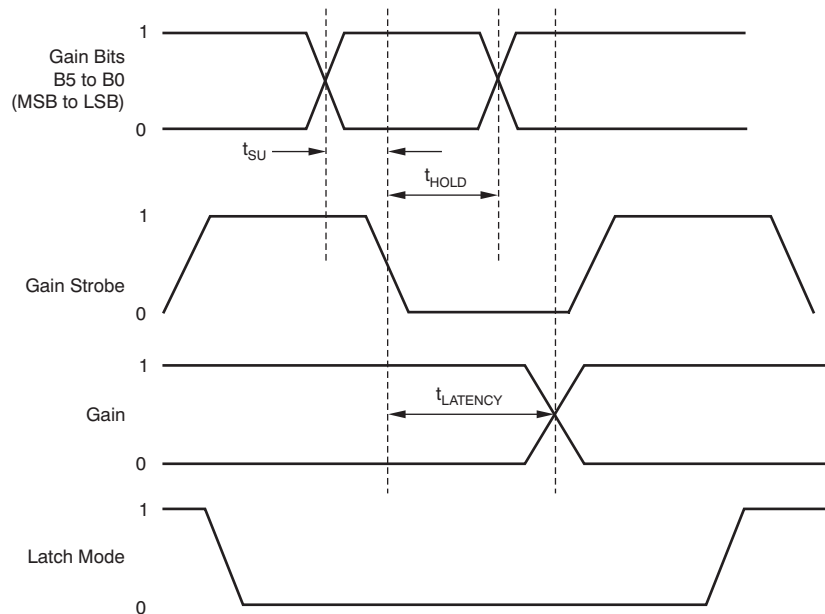 1
Gain Bits
B5 to B0
(MSB to LSB)
0
tSU
tHOLD
1
Gain Strobe
0
1
tLATENCY
Gain
0
1
Latch Mode
0